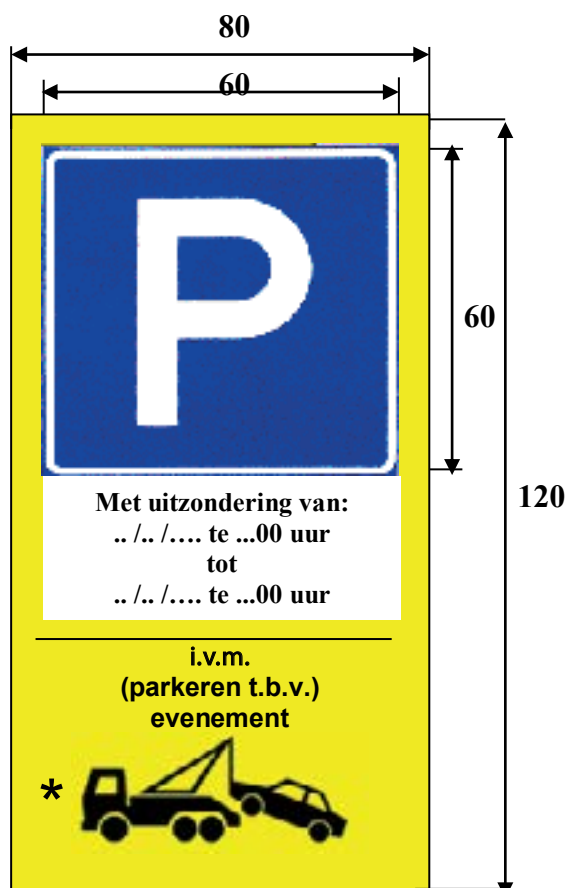 80
60
P
60
120
Met uitzondering van:
.. /.. /…. te ...00 uur
tot
.. /.. /…. te ...00 uur
i.v.m.
(parkeren t.b.v.)
evenement
*